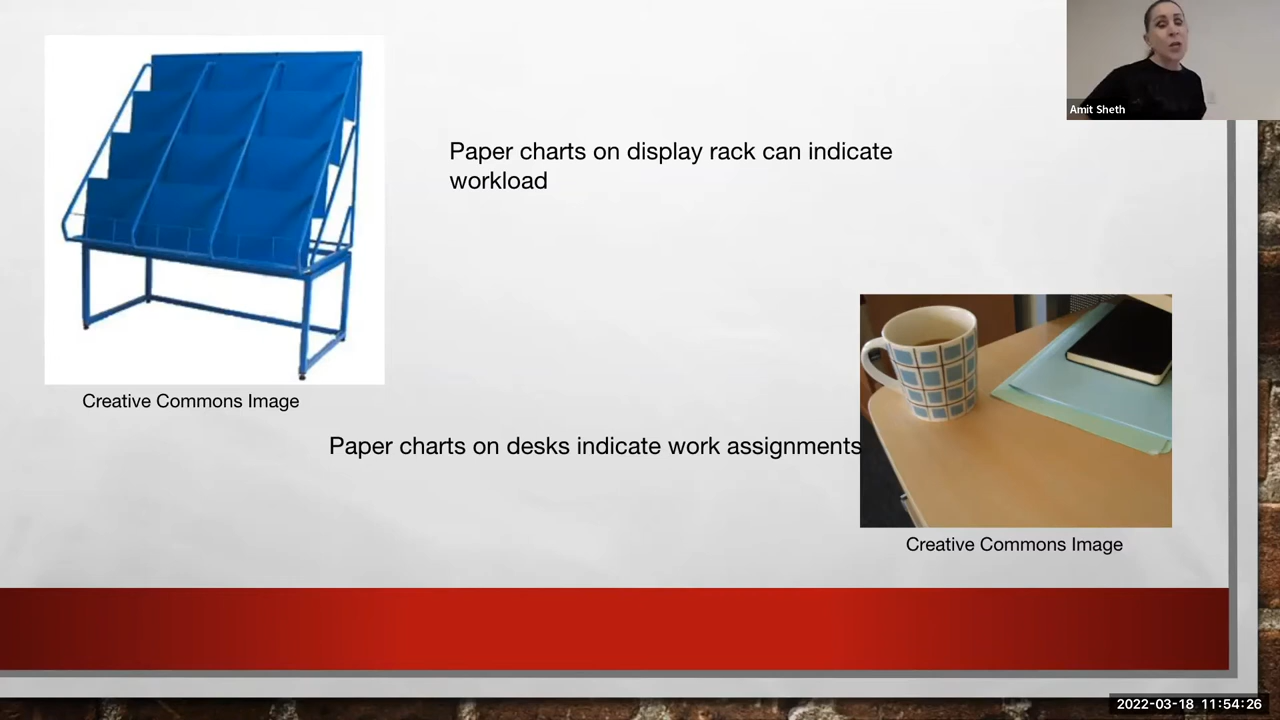 Amit Sheth
Paper charts on display rack can indicate
workload
Creative Commons Image
Paper charts on desks indicate work assignments
Creative Commons Image
2022-03-18 11:54:26